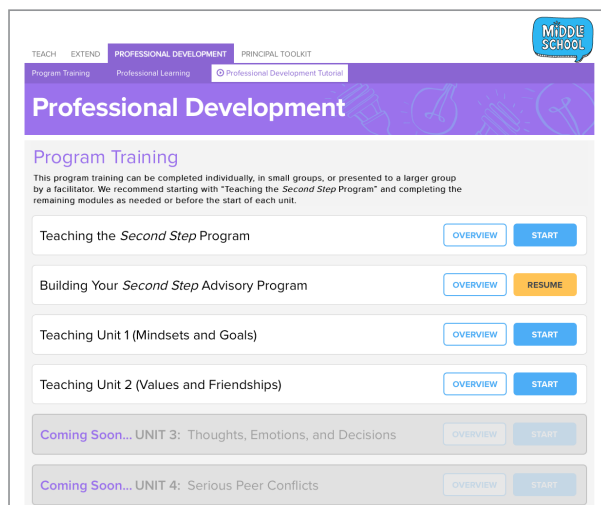 MiDDLE
SCHOOL
TEACH EXTEND PROFESSIONAL DEVELOPMENT PRINCIPAL TOOLKIT
Program Training Professional Learning Professional Development Tutorial
Professional Development
Program Training
This program training can be completed individually, in small groups, or presented to a larger group
by a facilitator. We recommend starting with “Teaching the Second Step Program” and completing the
remaining modules as needed or before the start of each unit.
Teaching the Second Step Program OVERVIEW START
Building Your Second Step Advisory Program OVERVIEW RESUME
Teaching Unit 1 (Mindsets and Goals) OVERVIEW START
Teaching Unit 2 (Values and Friendships) OVERVIEW START
Coming Soon... UNIT 3: Thoughts, Emotions, and Decisions OVERVIEW START
Coming Soon... UNIT 4: Serious Peer Conflicts OVERVIEW START